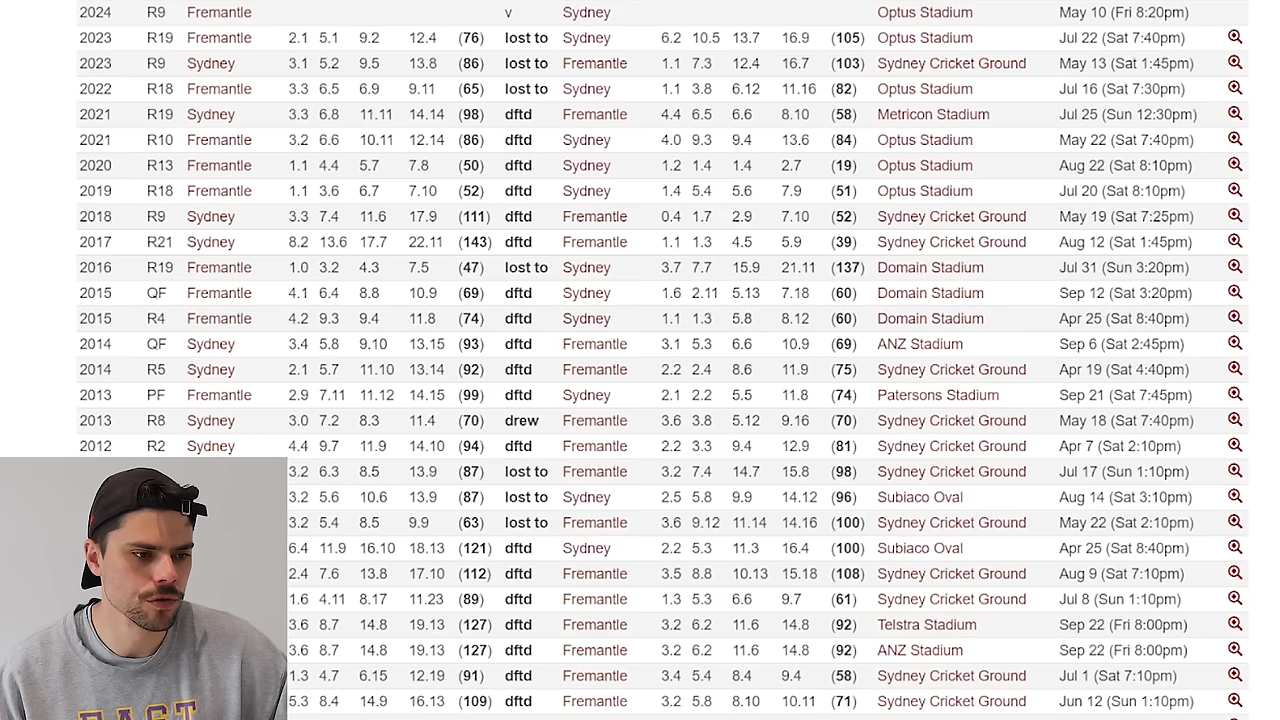 2024 R9 Fremantle v Sydney Optus Stadium May 10 (Fri 8:20pm)
2023 R19 Fremantle 2.1 5.1 9.2 12.4 (76) lost to Sydney 6.2 10.5 13.7 16.9 (105) Optus Stadium Jul 22 (Sat 7:40pm)
2023 R9 Sydney 3.1 5.2 9.5 13.8 (86) lost to Fremantle 1.1 7.3 12.4 16.7 (103) Sydney Cricket Ground May 13 (Sat 1:45pm)
2022 R18 Fremantle 3.3 6.5 6.9 9.11 (65) lost to Sydney 1.1 3.8 6.12 11.16 (82) Optus Stadium Jul 16 (Sat 7:30pm)
2021 R19 Sydney 3.3 6.8 11.11 14.14 (98) dftd Fremantle 4.4 6.5 6.6 8.10 (58) Metricon Stadium Jul 25 (Sun 12:30pm)
2021 R10 Fremantle 3.2 6.6 10.11 12.14 (86) dftd Sydney 4.0 9.3 9.4 13.6 (84) Optus Stadium May 22 (Sat 7:40pm)
2020 R13 Fremantle 1.1 4.4 5.7 7.8 (50) dftd Sydney 1.2 1.4 1.4 2.7 (19) Optus Stadium Aug 22 (Sat 8:10pm)
2019 R18 Fremantle 1.1 3.6 6.7 7.10 (52) dftd Sydney 1.4 5.4 5.6 7.9 (51) Optus Stadium Jul 20 (Sat 8:10pm)
2018 R9 Sydney 3.3 7.4 11.6 17.9 (111) dftd Fremantle 0.4 1.7 2.9 7.10 (52) Sydney Cricket Ground May 19 (Sat 7:25pm)
2017 R21 Sydney 8.2 13.6 17.7 22.11 (143) dftd Fremantle 1.1 1.3 4.5 5.9 (39) Sydney Cricket Ground Aug 12 (Sat 1:45pm)
2016 R19 Fremantle 1.0 3.2 4.3 7.5 (47) lost to Sydney 3.7 7.7 15.9 21.11 (137) Domain Stadium Jul 31 (Sun 3:20pm)
2015 QF Fremantle 4.1 6.4 8.8 10.9 (69) dftd Sydney 1.6 2.11 5.13 7.18 (60) Domain Stadium Sep 12 (Sat 3:20pm)
2015 R4 Fremantle 4.2 9.3 9.4 11.8 (74) dftd Sydney 1.1 1.3 5.8 8.12 (60) Domain Stadium Apr 25 (Sat 8:40pm)
2014 QF Sydney 3.4 5.8 9.10 13.15 (93) dftd Fremantle 3.1 5.3 6.6 10.9 (69) ANZ Stadium Sep 6 (Sat 2:45pm)
2014 R5 Sydney 2.1 5.7 11.10 13.14 (92) dftd Fremantle 2.2 2.4 8.6 11.9 (75) Sydney Cricket Ground Apr 19 (Sat 4:40pm)
2013 PF Fremantle 2.9 7.11 11.12 14.15 (99) dftd Sydney 2.1 2.2 5.5 11.8 (74) Patersons Stadium Sep 21 (Sat 7:45pm)
2013 R8 Sydney 3.0 7.2 8.3 11.4 (70) drew Fremantle 3.6 3.8 5.12 9.16 (70) Sydney Cricket Ground May 18 (Sat 7:40pm)
2012 R2 Sydney 4.4 9.7 11.9 14.10 (94) dftd Fremantle 2.2 3.3 9.4 12.9 (81) Sydney Cricket Ground Apr 7 (Sat 2:10pm)
3.2 6.3 8.5 13.9 (87) lost to Fremantle 3.2 7.4 14.7 15.8 (98) Sydney Cricket Ground Jul 17 (Sun 1:10pm)
3.2 5.6 10.6 13.9 (87) lost to Sydney 2.5 5.8 9.9 14.12 (96) Subiaco Oval Aug 14 (Sat 3:10pm)
3.2 5.4 8.5 9.9 (63) lost to Fremantle 3.6 9.12 11.14 14.16 (100) Sydney Cricket Ground May 22 (Sat 2:10pm)
6.4 11.9 16.10 18.13 (121) dftd Sydney 2.2 5.3 11.3 16.4 (100) Subiaco Oval Apr 25 (Sat 8:40pm)
2.4 7.6 13.8 17.10 (112) dftd Fremantle 3.5 8.8 10.13 15.18 (108) Sydney Cricket Ground Aug 9 (Sat 7:10pm)
1.6 4.11 8.17 11.23 (89) dftd Fremantle 1.3 5.3 6.6 9.7 (61) Sydney Cricket Ground Jul 8 (Sun 1:10pm)
3.6 8.7 14.8 19.13 (127) dftd Fremantle 3.2 6.2 11.6 14.8 (92) Telstra Stadium Sep 22 (Fri 8:00pm)
3.6 8.7 14.8 19.13 (127) dftd Fremantle 3.2 6.2 11.6 14.8 (92) ANZ Stadium Sep 22 (Fri 8:00pm)
1.3 4.7 6.15 12.19 (91) dftd Fremantle 3.4 5.4 8.4 9.4 (58) Sydney Cricket Ground Jul 1 (Sat 7:10pm)
5.3 8.4 14.9 16.13 (109) dftd Fremantle 3.2 5.8 8.10 10.11 (71) Sydney Cricket Ground Jun 12 (Sun 1:10pm)
EAST